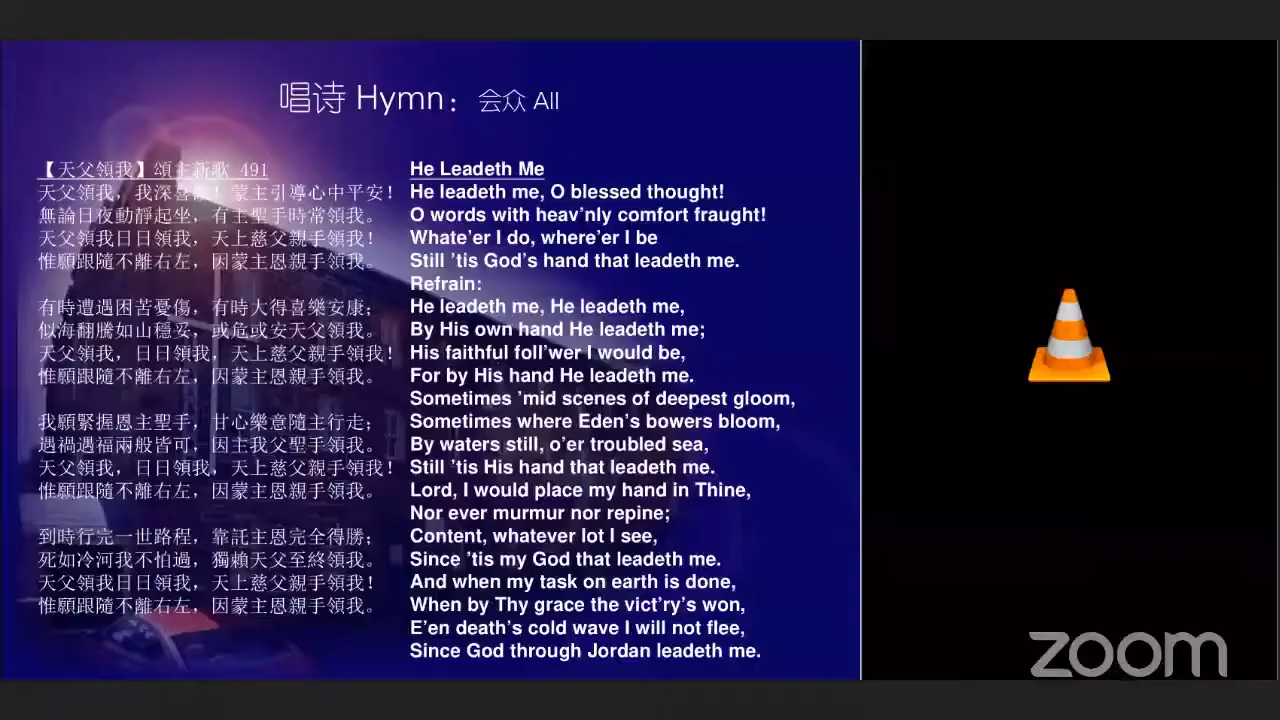 唱诗 Hymn： 会众 All
【天父領我】頌主新歌 491
天父領我，我深喜歡！蒙主引導心中平安！
無論日夜動靜起坐，有主聖手時常領我。
天父領我日日領我，天上慈父親手領我！
惟願跟隨不離右左，因蒙主恩親手領我。
有時遭遇困苦憂傷，有時大得喜樂安康；
似海翻騰如山穩妥，或危或安天父領我。
天父領我，日日領我，天上慈父親手領我！
惟願跟隨不離右左，因蒙主恩親手領我。
我願緊握恩主聖手，甘心樂意隨主行走；
遇禍遇福兩般皆可，因主我父聖手領我。
天父領我，日日領我，天上慈父親手領我！
惟願跟隨不離右左，因蒙主恩親手領我。
到時行完一世路程，靠託主恩完全得勝；
死如冷河我不怕過，獨賴天父至終領我。
天父領我日日領我，天上慈父親手領我！
惟願跟隨不離右左，因蒙主恩親手領我。
He Leadeth Me
He leadeth me, O blessed thought!
O words with heav’nly comfort fraught!
Whate’er I do, where’er I be
Still ’tis God’s hand that leadeth me.
Refrain:
He leadeth me, He leadeth me,
By His own hand He leadeth me;
His faithful foll’wer I would be,
For by His hand He leadeth me.
Sometimes ’mid scenes of deepest gloom,
Sometimes where Eden’s bowers bloom,
By waters still, o’er troubled sea,
Still ’tis His hand that leadeth me.
Lord, I would place my hand in Thine,
Nor ever murmur nor repine;
Content, whatever lot I see,
Since ’tis my God that leadeth me.
And when my task on earth is done,
When by Thy grace the vict’ry’s won,
E’en death’s cold wave I will not flee,
Since God through Jordan leadeth me.
zoom